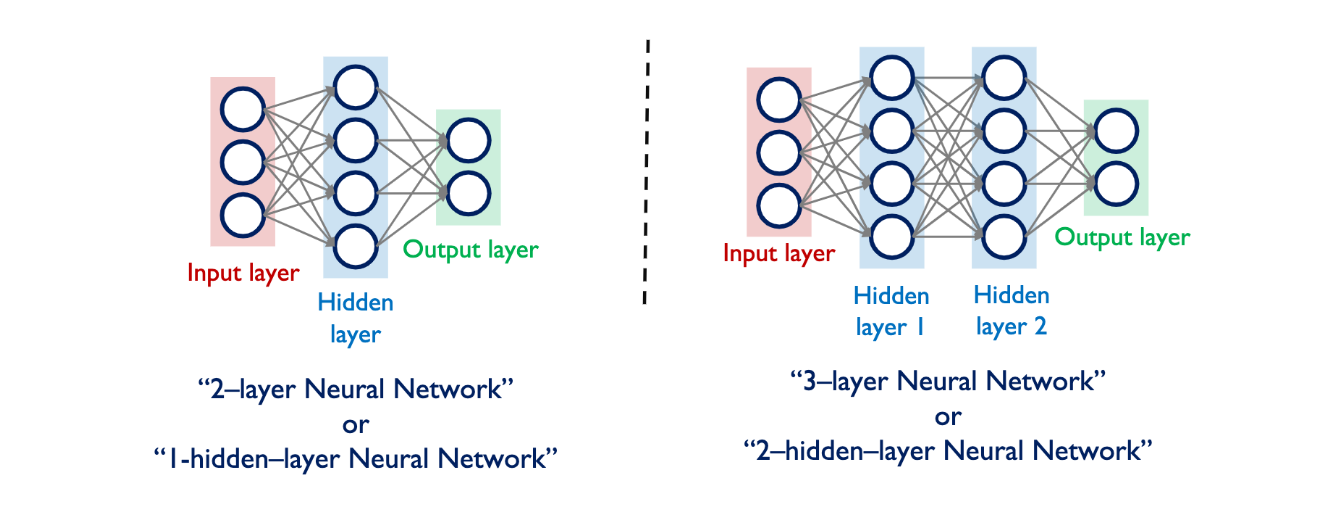 Input layer
Hidden
layer
Output layer
“2–layer Neural Network”
or
“1-hidden–layer Neural Network”
Input layer
Hidden
layer 1
Hidden
layer 2
Output layer
“3–layer Neural Network”
or
“2–hidden–layer Neural Network”